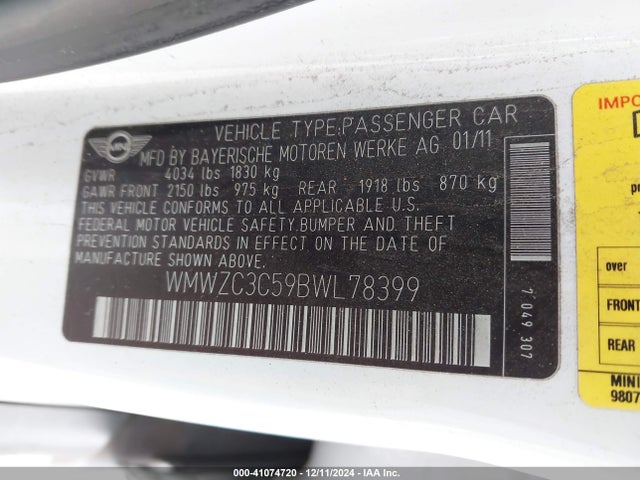 VEHICLE TYPE:PASSENGER CAR
MFD BY BAYERISCHE MOTOREN WERKE AG 01/11
GVWR 4034 lbs 1830 kg
GAWR FRONT 2150 lbs 975 kg REAR 1918 lbs 870 kg
THIS VEHICLE CONFORMS TO ALL APPLICABLE U.S.
FEDERAL MOTOR VEHICLE SAFETY,BUMPER AND THEFT
PREVENTION STANDARDS IN EFFECT ON THE DATE OF
MANUFACTURE SHOWN ABOVE.
WMWZC3C59BWL78399
7 049 307
IMPO
over
FRONT
REAR
MINI
9807
000-41074720 • 12/11/2024 • IAA Inc.